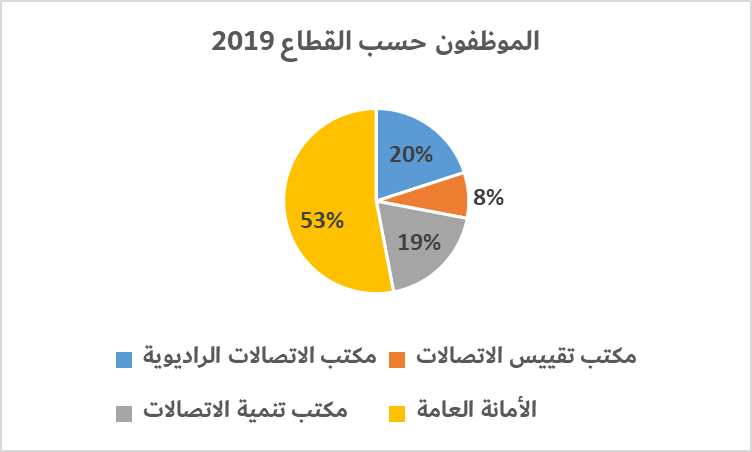 الموظفون حسب القطاع 2019
20%
8%
19%
53%
مكتب الاتصالات الراديوية
مكتب تقييس الاتصالات
مكتب تنمية الاتصالات
الأمانة العامة